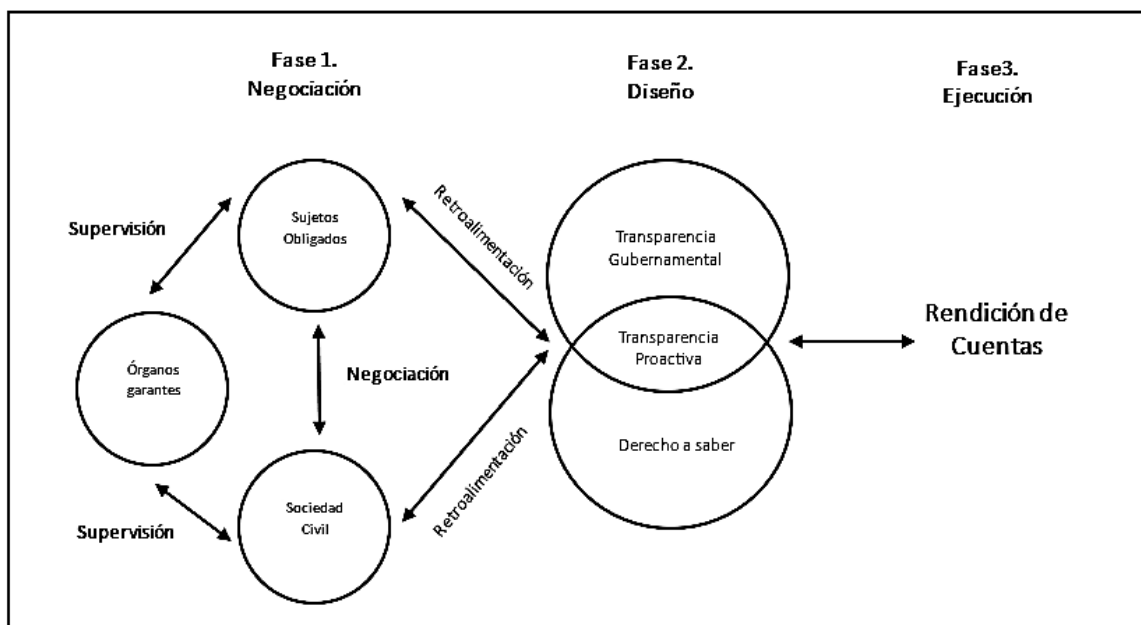 Fase 1.
Negociación
Fase 2.
Diseño
Fase3.
Ejecución
Supervisión
Sujetos
Obligados
Retroalimentación
Transparencia
Gubernamental
Órganos
garantes
Negociación
Transparencia
Proactiva
Rendición de
Cuentas
Supervisión
Sociedad
Civil
Retroalimentación
Derecho a saber